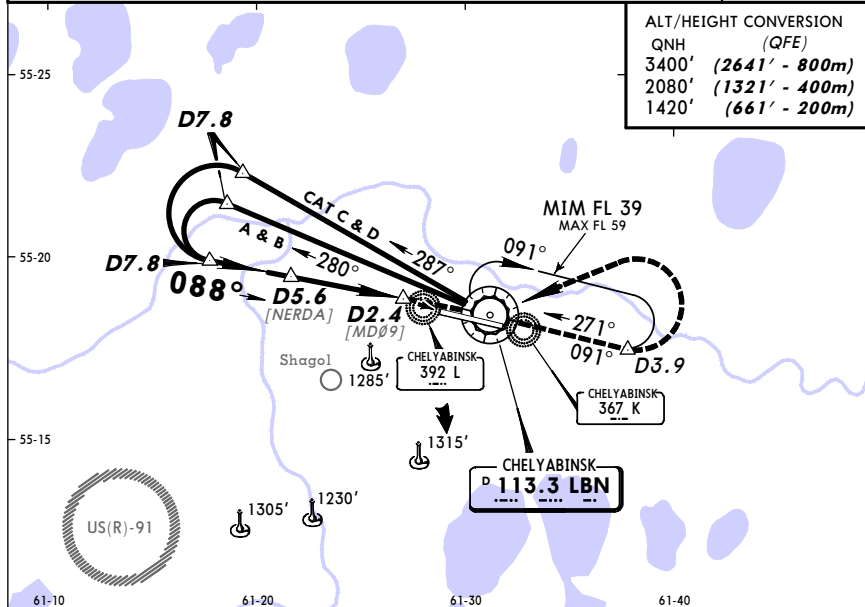 ALT/HEIGHT CONVERSION
QNH (QFE)
3400' (2641' - 800m)
2080' (1321' - 400m)
1420' (661' - 200m)
55-25
D7.8
CAT C & D
287°
A & B
280°
MIM FL 39
MAX FL 59
091°
55-20
D7.8
088°
D5.6
[NERDA]
D2.4
[MDØ9]
271°
091°
D3.9
Shagol
1285'
CHELYABINSK
392 L
CHELYABINSK
367 K
1315'
55-15
CHELYABINSK
D 113.3 LBN
US(R)-91
1305'
1230'
61-10
61-20
61-30
61-40